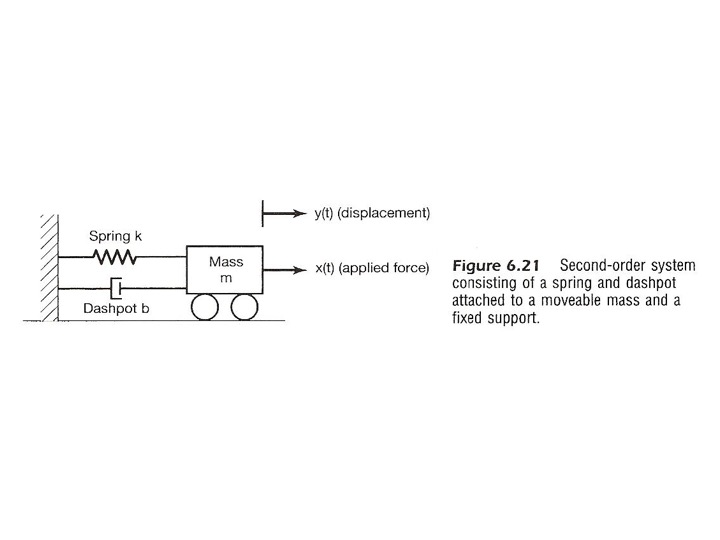 y(t) (displacement)
Spring k
Mass
m
x(t) (applied force)
Dashpot b
Figure 6.21 Second-order system
consisting of a spring and dashpot
attached to a moveable mass and a
fixed support.